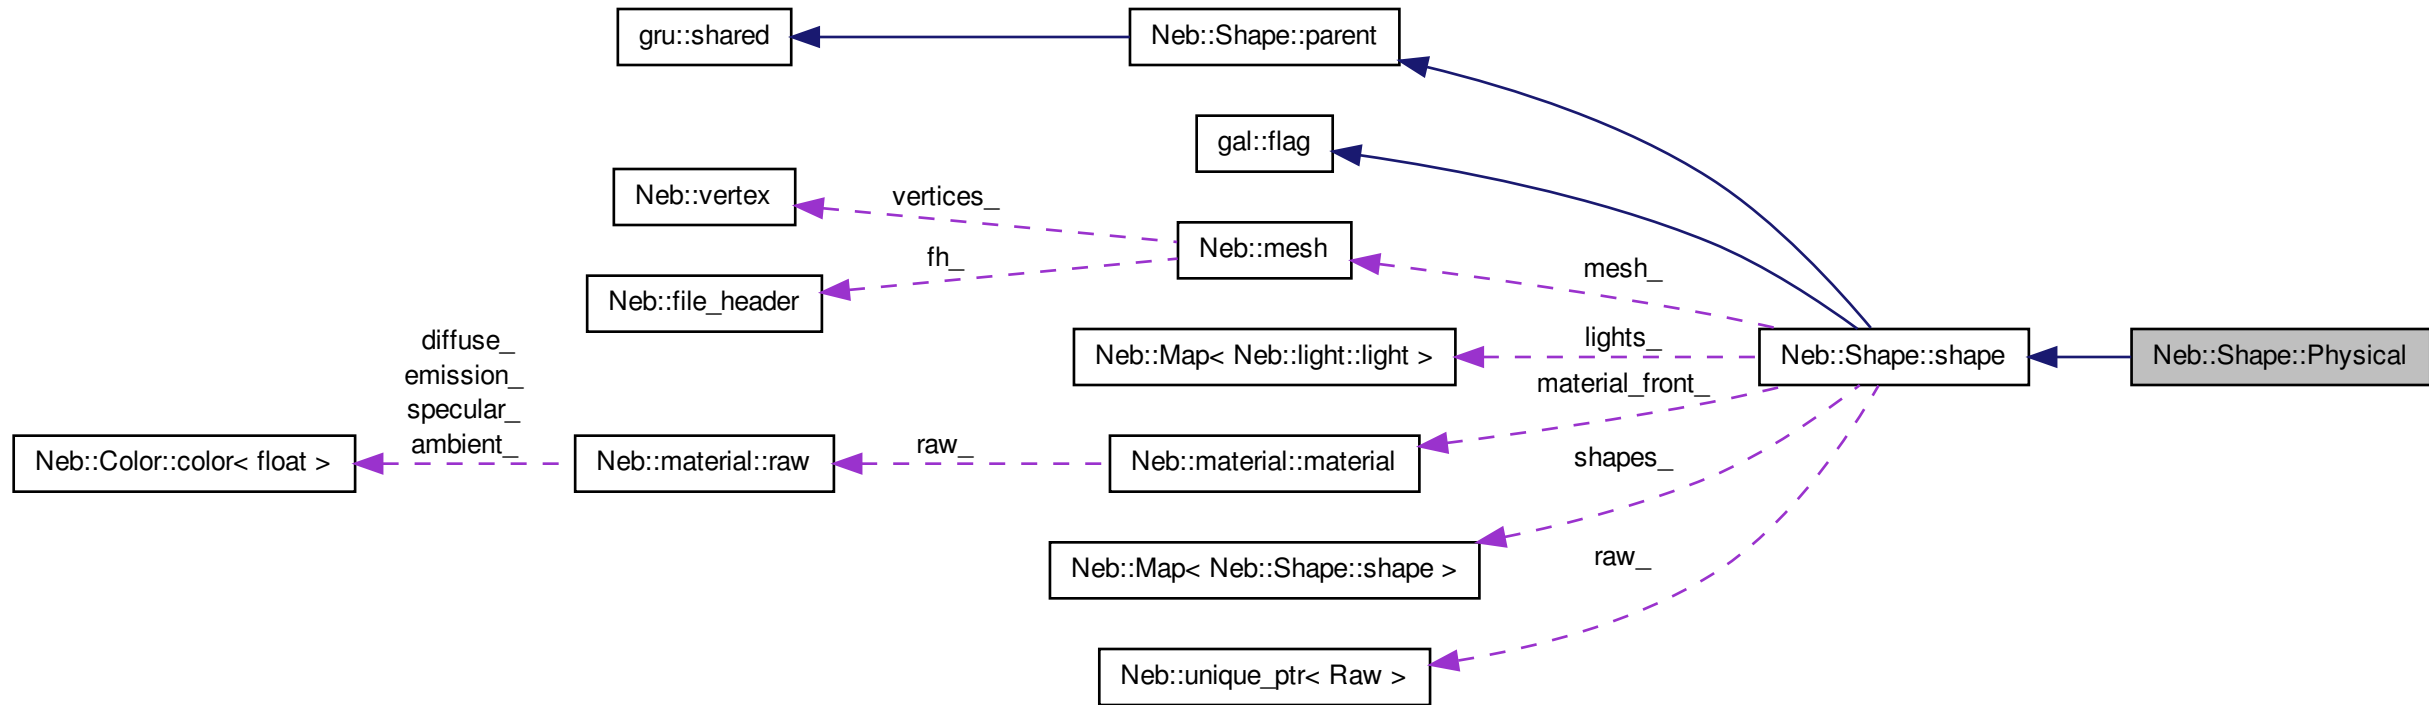 gru::shared
Neb::Shape::parent
gal::flag
Neb::vertex
vertices_
Neb::mesh
fh_
mesh_
Neb::file_header
diffuse_
emission_
specular_
ambient_
Neb::Map< Neb::light::light >
lights_
Neb::Shape::shape
Neb::Shape::Physical
material_front_
Neb::Color::color< float >
Neb::material::raw
raw_
Neb::material::material
shapes_
Neb::Map< Neb::Shape::shape >
raw_
Neb::unique_ptr< Raw >